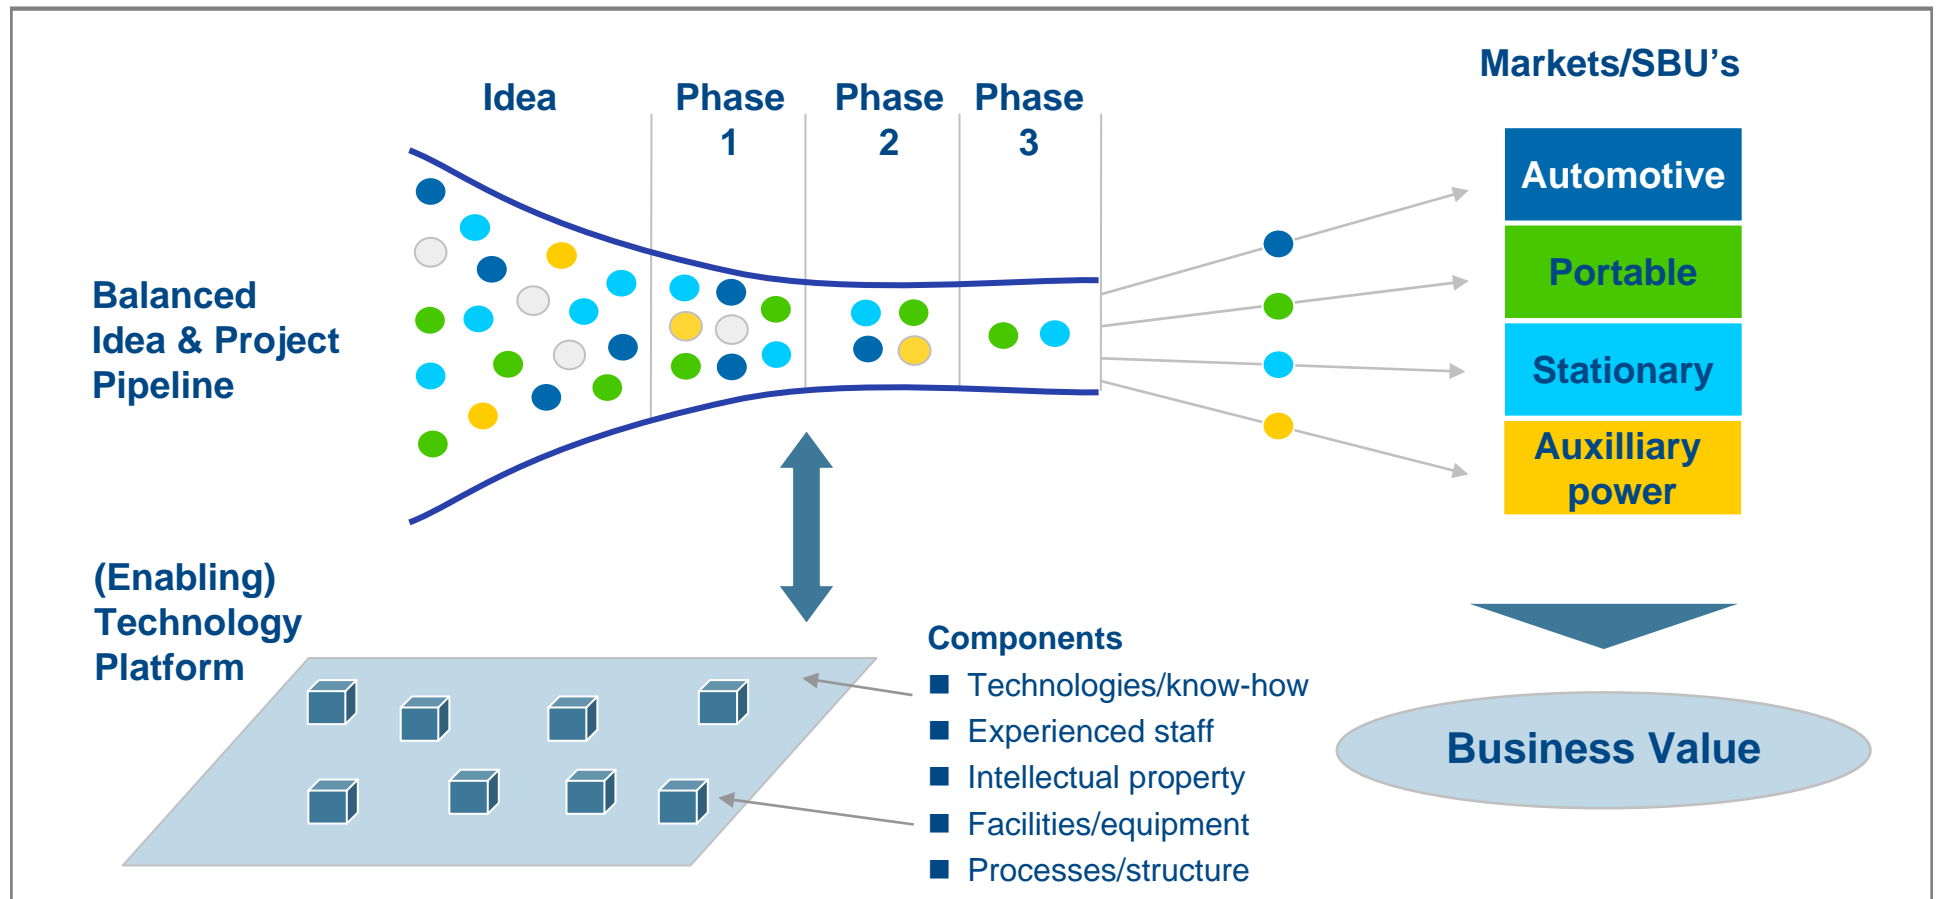 Markets/SBU's
Idea
Phase
1
Phase
2
Phase
3
Balanced
Idea & Project
Pipeline
Automotive
Portable
Stationary
Auxilliary
power
(Enabling)
Technology
Platform
Components
Technologies/know-how
Experienced staff
Intellectual property
Facilities/equipment
Processes/structure
Business Value